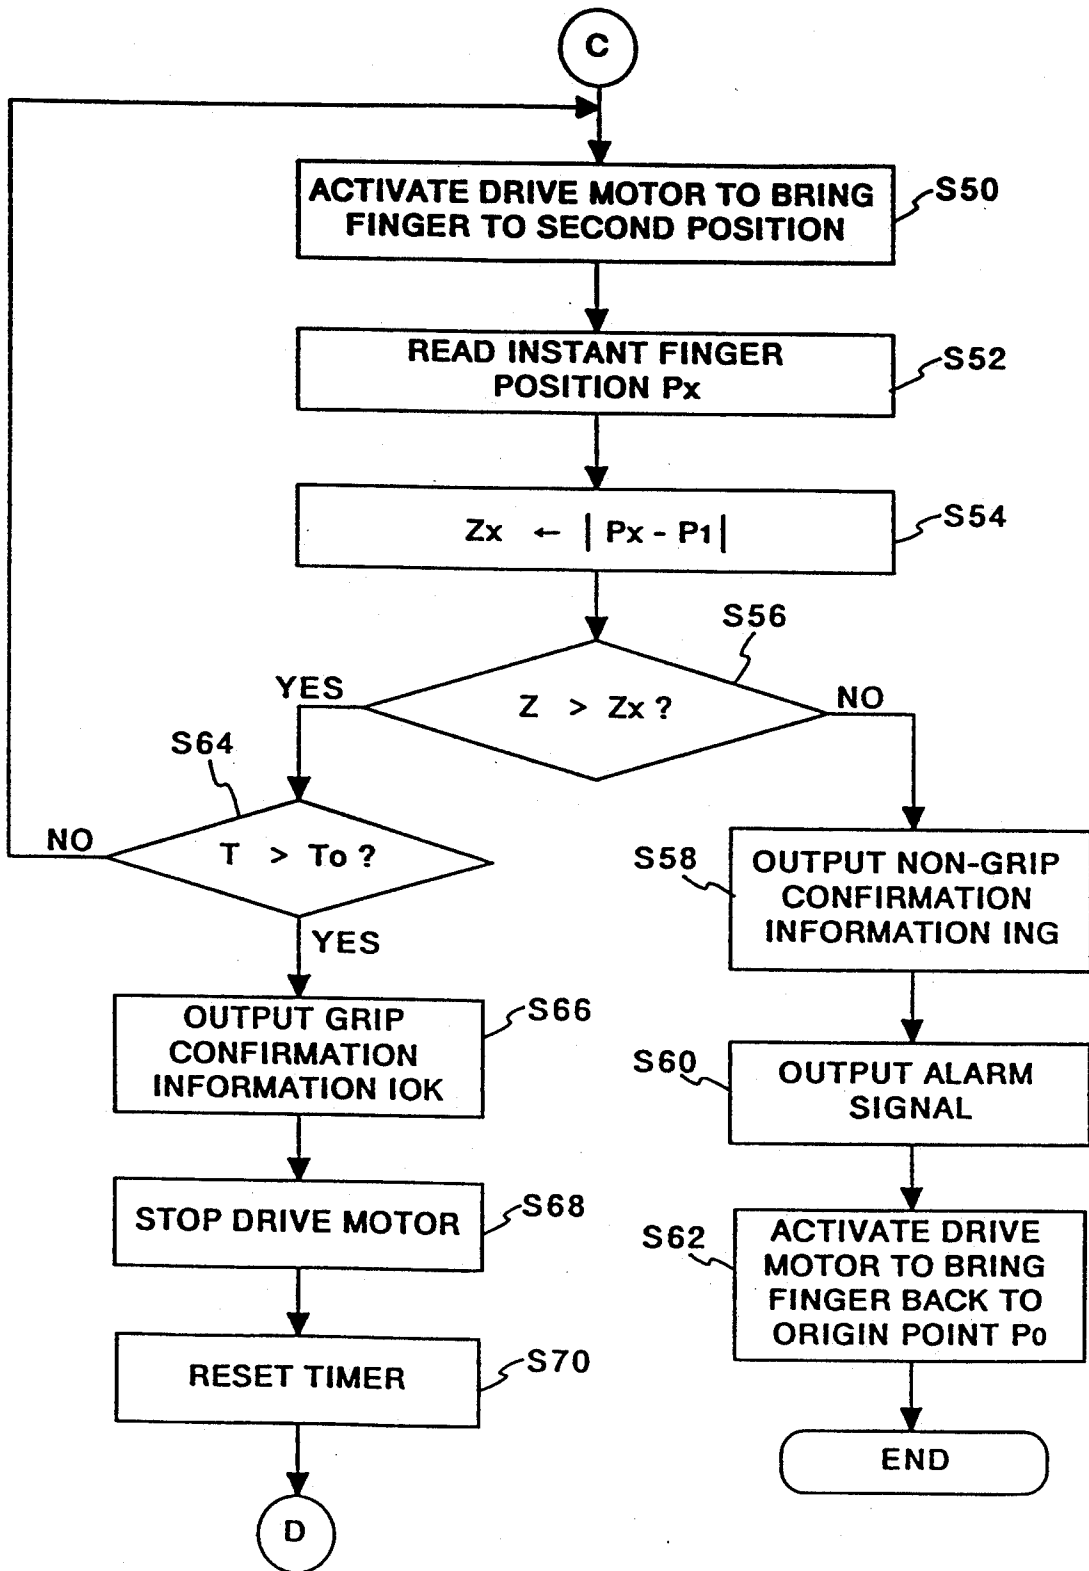 C
ACTIVATE DRIVE MOTOR TO BRING
FINGER TO SECOND POSITION
S50
READ INSTANT FINGER
POSITION Px
S52
Zx ← | Px - P1 |
S54
S56
Z > Zx ?
YES
NO
S64
T > To ?
NO
YES
S58
OUTPUT NON-GRIP
CONFIRMATION
INFORMATION ING
OUTPUT GRIP
CONFIRMATION
INFORMATION IOK
S66
S60
OUTPUT ALARM
SIGNAL
STOP DRIVE MOTOR
S68
S62
ACTIVATE DRIVE
MOTOR TO BRING
FINGER BACK TO
ORIGIN POINT P0
RESET TIMER
S70
END
D